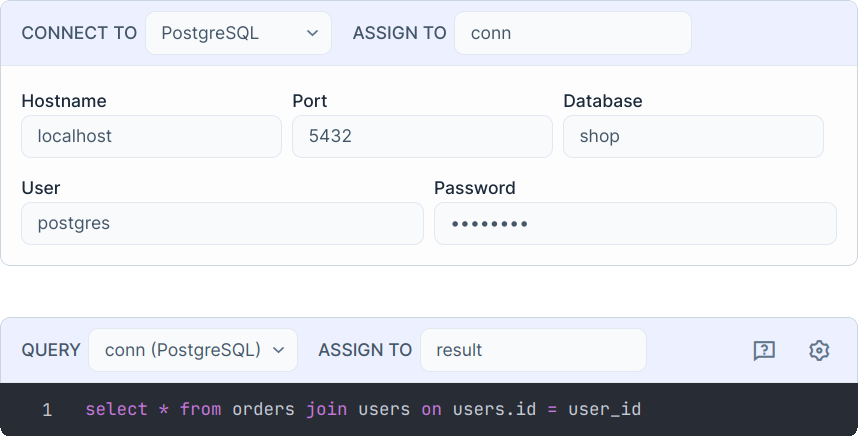 CONNECT TO PostgreSQL ASSIGN TO conn
Hostname Port Database
localhost 5432 shop
User Password
postgres ••••••••
QUERY conn (PostgreSQL) ASSIGN TO result
1 select * from orders join users on users.id = user_id